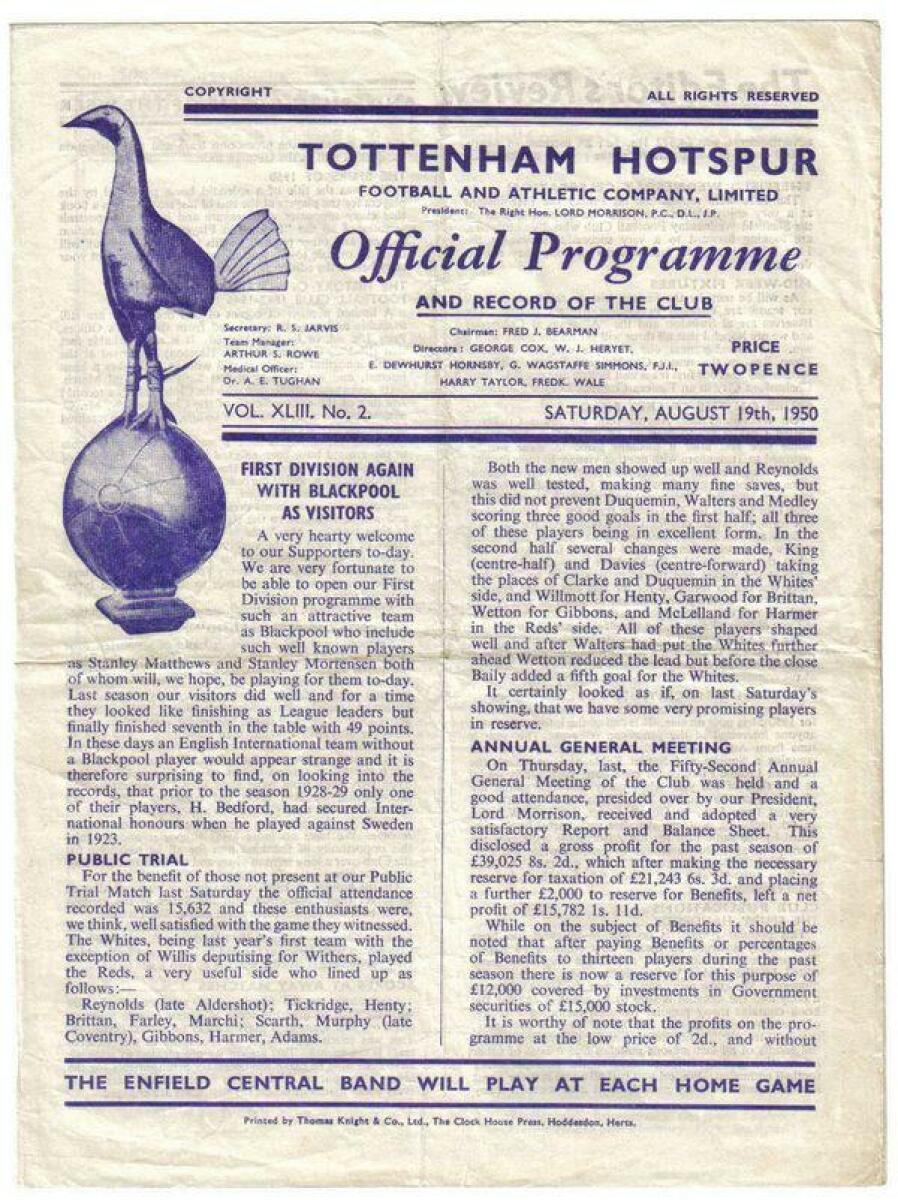 COPYRIGHT
ALL RIGHTS RESERVED
TOTTENHAM HOTSPUR
FOOTBALL AND ATHLETIC COMPANY, LIMITED
President: The Right Hon. LORD MORRISON, P.C., D.L., J.P.
Official Programme
AND RECORD OF THE CLUB
Secretary: R. S. JARVIS
Team Manager:
ARTHUR S. ROWE
Medical Officer:
Dr. A. E. TUGHAN
Chairman: FRED J. BEARMAN
Directors: GEORGE COX, W. J. HERYET,
E. DEWHURST HORNSBY, G. WAGSTAFFE SIMMONS, F.J.I.,
HARRY TAYLOR, FREDK. WALE
PRICE
TWOPENCE
VOL. XLIII. No. 2.
SATURDAY, AUGUST 19th, 1950
FIRST DIVISION AGAIN
WITH BLACKPOOL
AS VISITORS
A very hearty welcome
to our Supporters to-day.
We are very fortunate to
be able to open our First
Division programme with
such an attractive team
as Blackpool who include
such well known players
as Stanley Matthews and Stanley Mortensen both
of whom will, we hope, be playing for them to-day.
Last season our visitors did well and for a time
they looked like finishing as League leaders but
finally finished seventh in the table with 49 points.
In these days an English International team without
a Blackpool player would appear strange and it is
therefore surprising to find, on looking into the
records, that prior to the season 1928-29 only one
of their players, H. Bedford, had secured Inter-
national honours when he played against Sweden
in 1923.
PUBLIC TRIAL
For the benefit of those not present at our Public
Trial Match last Saturday the official attendance
recorded was 15,632 and these enthusiasts were,
we think, well satisfied with the game they witnessed.
The Whites, being last year's first team with the
exception of Willis deputising for Withers, played
the Reds, a very useful side who lined up as
follows:—
Reynolds (late Aldershot); Tickridge, Henty;
Brittan, Farley, Marchi; Scarth, Murphy (late
Coventry), Gibbons, Harmer, Adams.
Both the new men showed up well and Reynolds
was well tested, making many fine saves, but
this did not prevent Duquemin, Walters and Medley
scoring three good goals in the first half; all three
of these players being in excellent form. In the
second half several changes were made, King
(centre-half) and Davies (centre-forward) taking
the places of Clarke and Duquemin in the Whites'
side, and Willmott for Henty, Garwood for Brittan,
Wetton for Gibbons, and McLelland for Harmer
in the Reds' side. All of these players shaped
well and after Walters had put the Whites further
ahead Wetton reduced the lead but before the close
Baily added a fifth goal for the Whites.
It certainly looked as if, on last Saturday's
showing, that we have some very promising players
in reserve.
ANNUAL GENERAL MEETING
On Thursday, last, the Fifty-Second Annual
General Meeting of the Club was held and a
good attendance, presided over by our President,
Lord Morrison, received and adopted a very
satisfactory Report and Balance Sheet. This
disclosed a gross profit for the past season of
£39,025 8s. 2d., which after making the necessary
reserve for taxation of £21,243 6s. 3d. and placing
a further £2,000 to reserve for Benefits, left a net
profit of £15,782 1s. 11d.
While on the subject of Benefits it should be
noted that after paying Benefits or percentages
of Benefits to thirteen players during the past
season there is now a reserve for this purpose of
£12,000 covered by investments in Government
securities of £15,000 stock.
It is worthy of note that the profits on the pro-
gramme at the low price of 2d., and without
THE ENFIELD CENTRAL BAND WILL PLAY AT EACH HOME GAME
Printed by Thomas Knight & Co., Ltd., The Clock House Press, Hoddesdon, Herts.